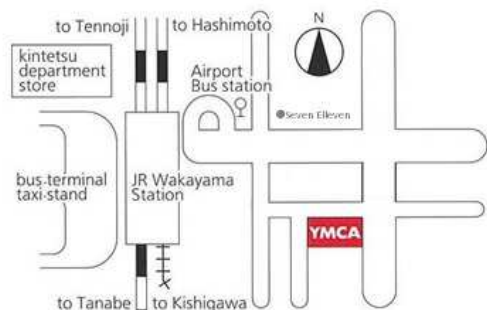 to Tennoji
to Hashimoto
N
kintetsu
department
store
Airport
Bus station
Seven Elleven
bus terminal
taxi stand
JR Wakayama
Station
YMCA
to Tanabe
to Kishigawa